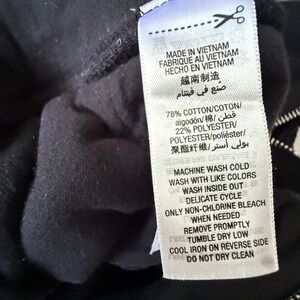 MADE IN VIETNAM
FABRIQUÉ AU VIETNAM
HECHO EN VIETNAM
越南制造
صنع في فيتنام
78% COTTON/COTON/
algodón/棉/قطن
22% POLYESTER/
POLYESTER/poliéster/
聚酯纤维/بولي أستر
MACHINE WASH COLD
WASH WITH LIKE COLORS
WASH INSIDE OUT
DELICATE CYCLE
ONLY NON-CHLORINE BLEACH
WHEN NEEDED
REMOVE PROMPTLY
TUMBLE DRY LOW
COOL IRON ON REVERSE SIDE
DO NOT DRY CLEAN